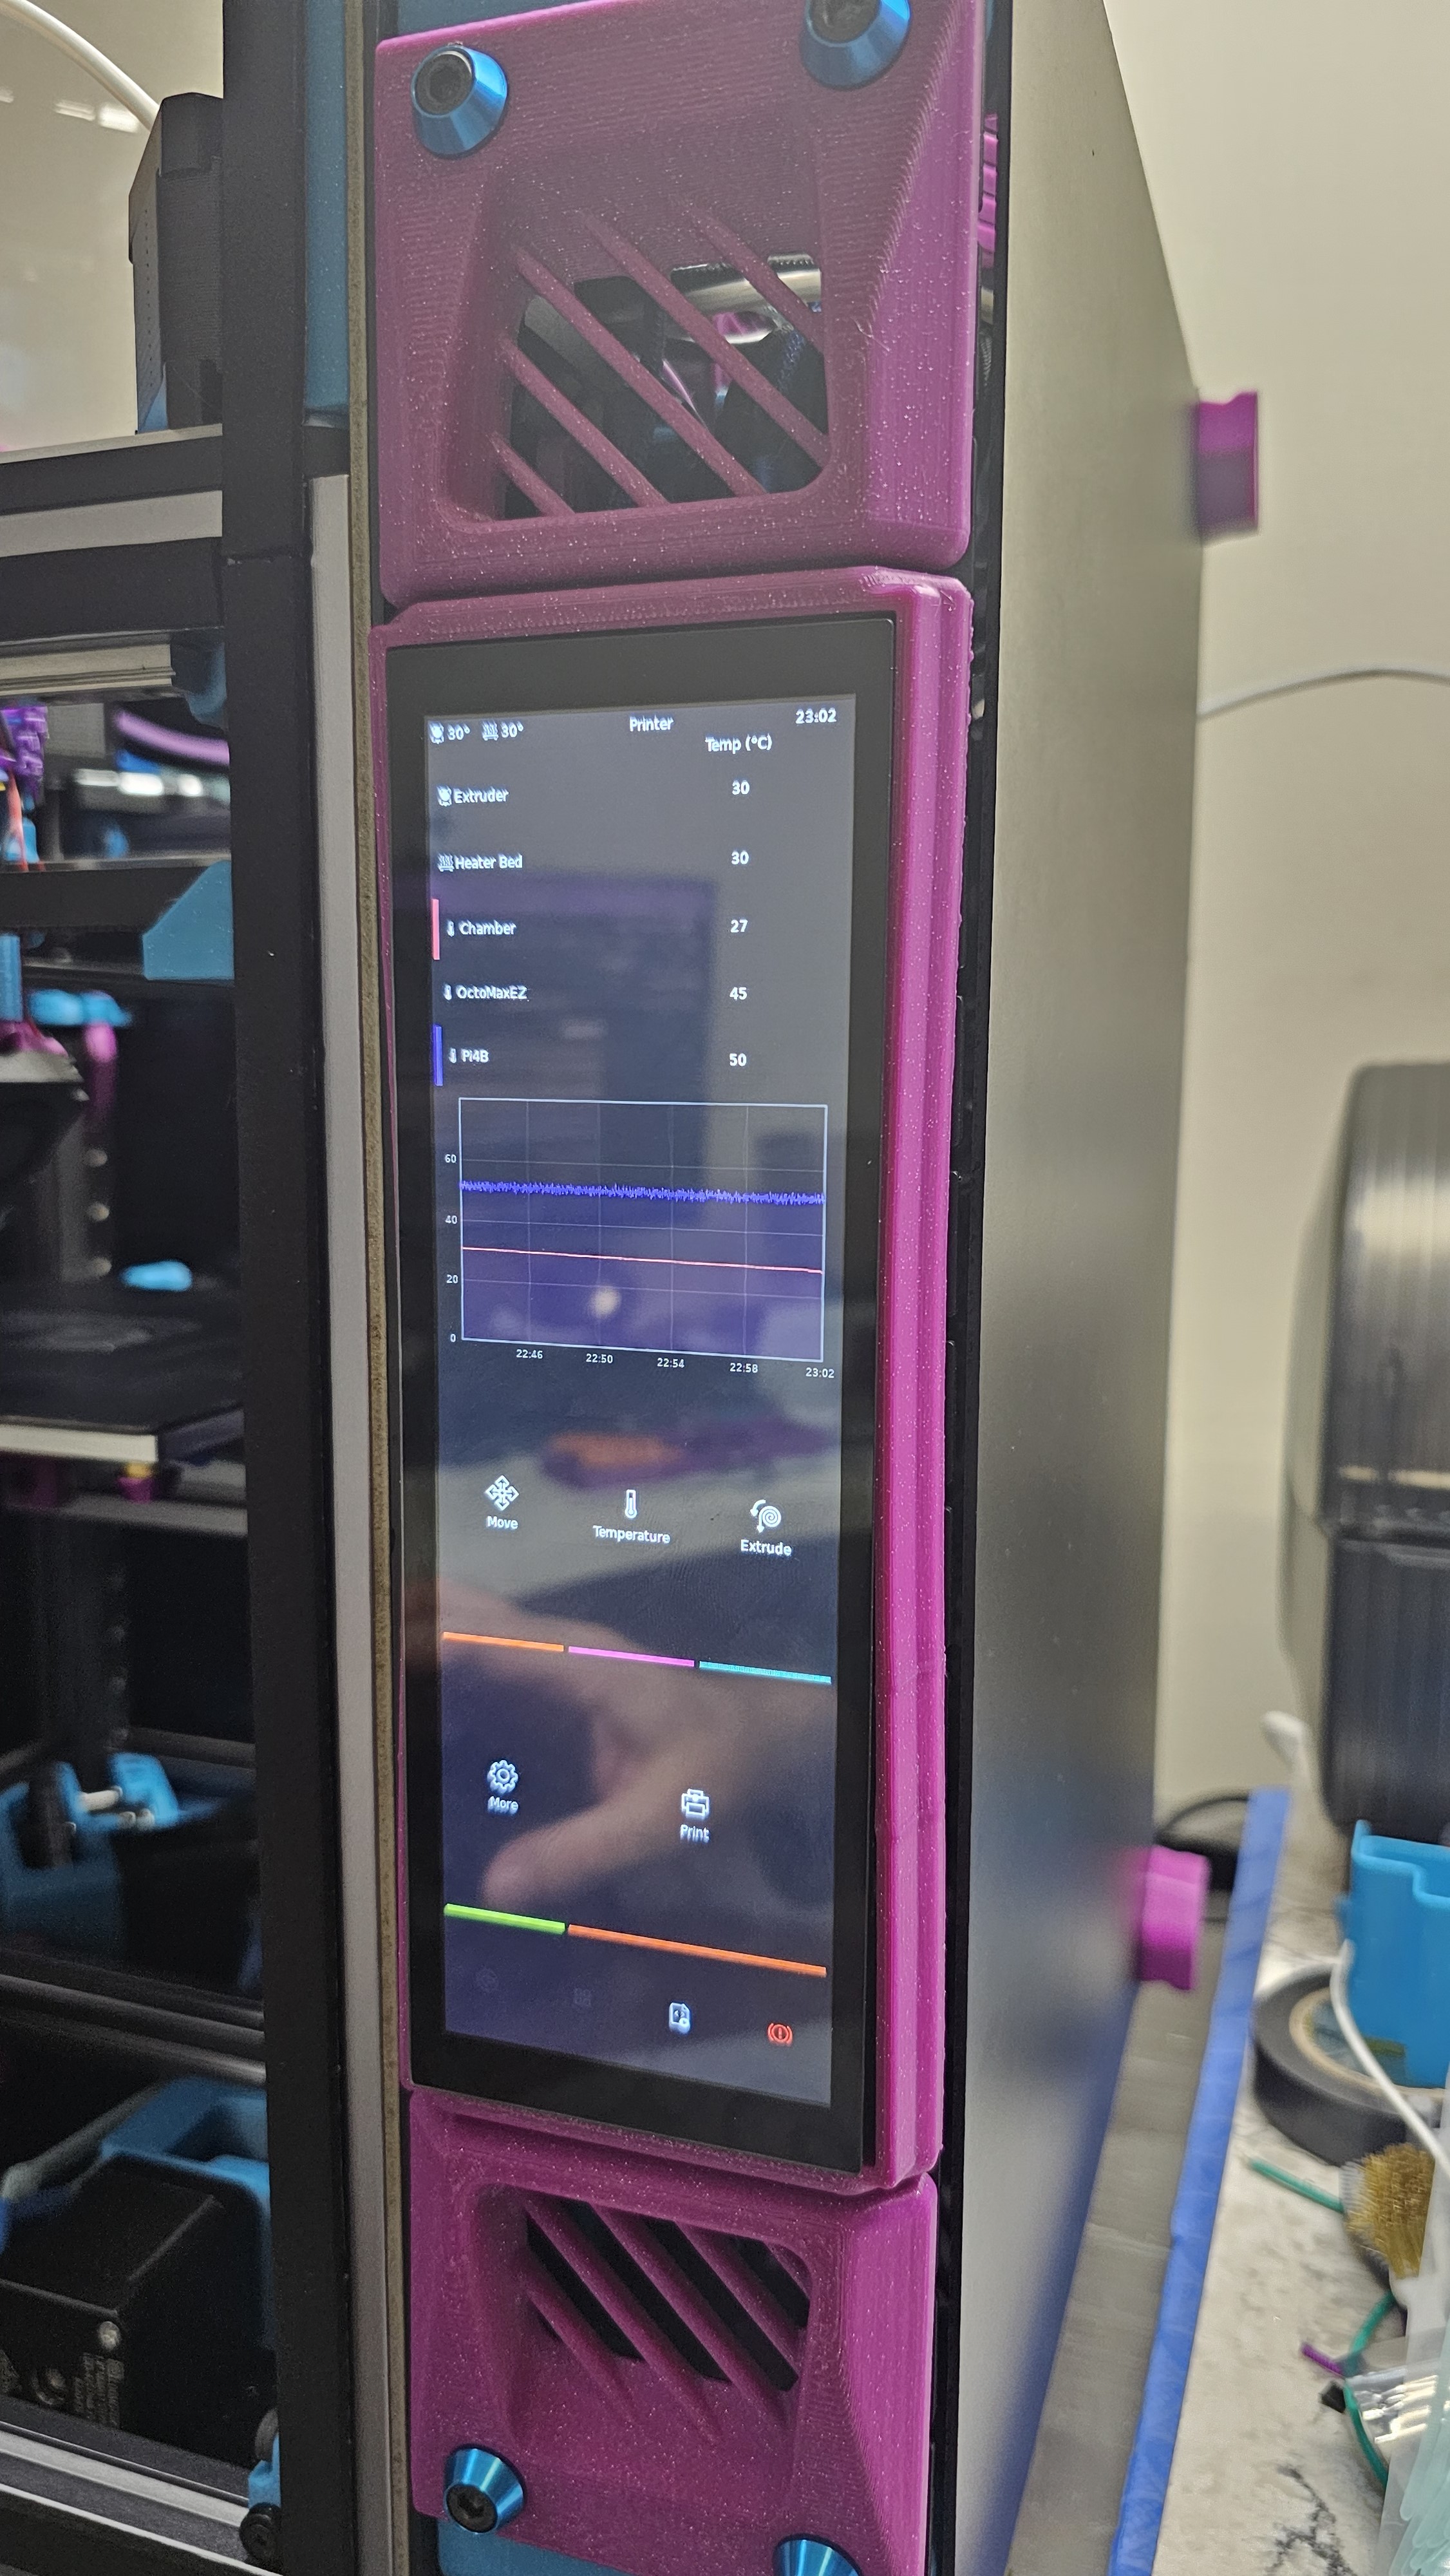 30° 30° Printer 23:02
Temp (°C)
Extruder 30
Heater Bed 30
Chamber 27
OctoMaxEZ 45
Pi4B 50
60
40
20
0
22:46 22:50 22:54 22:58 23:02
Move Temperature Extrude
More Print